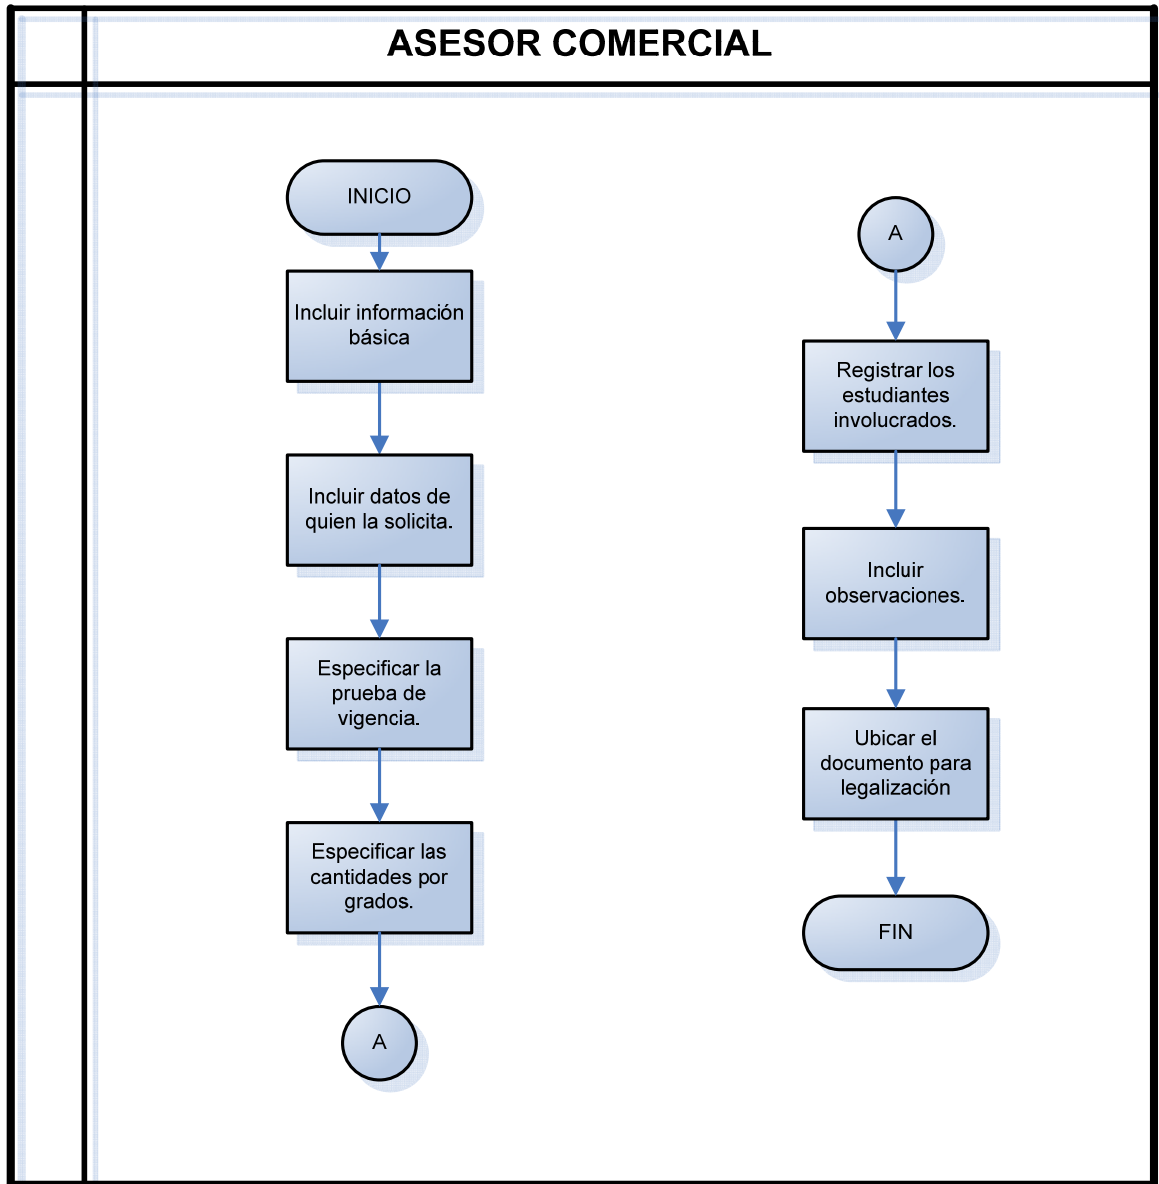 ASESOR COMERCIAL
INICIO
Incluir información
básica
Incluir datos de
quien la solicita.
Especificar la
prueba de
vigencia.
Especificar las
cantidades por
grados.
A
A
Registrar los
estudiantes
involucrados.
Incluir
observaciones.
Ubicar el
documento para
legalización
FIN